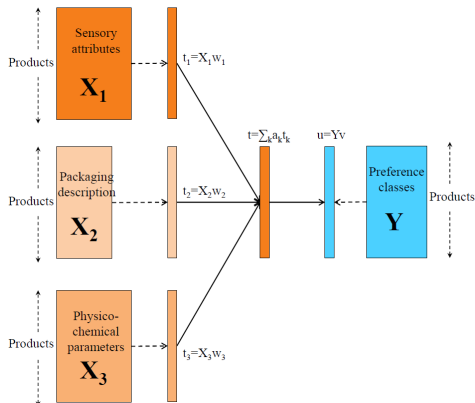 Sensory
attributes
Products
X₁
t₁=X₁w₁
t=∑ₖaₖtₖ
u=Yv
Packaging
description
Products
X₂
t₂=X₂w₂
Preference
classes
Y
Products
Physico-
chemical
parameters
Products
X₃
t₃=X₃w₃